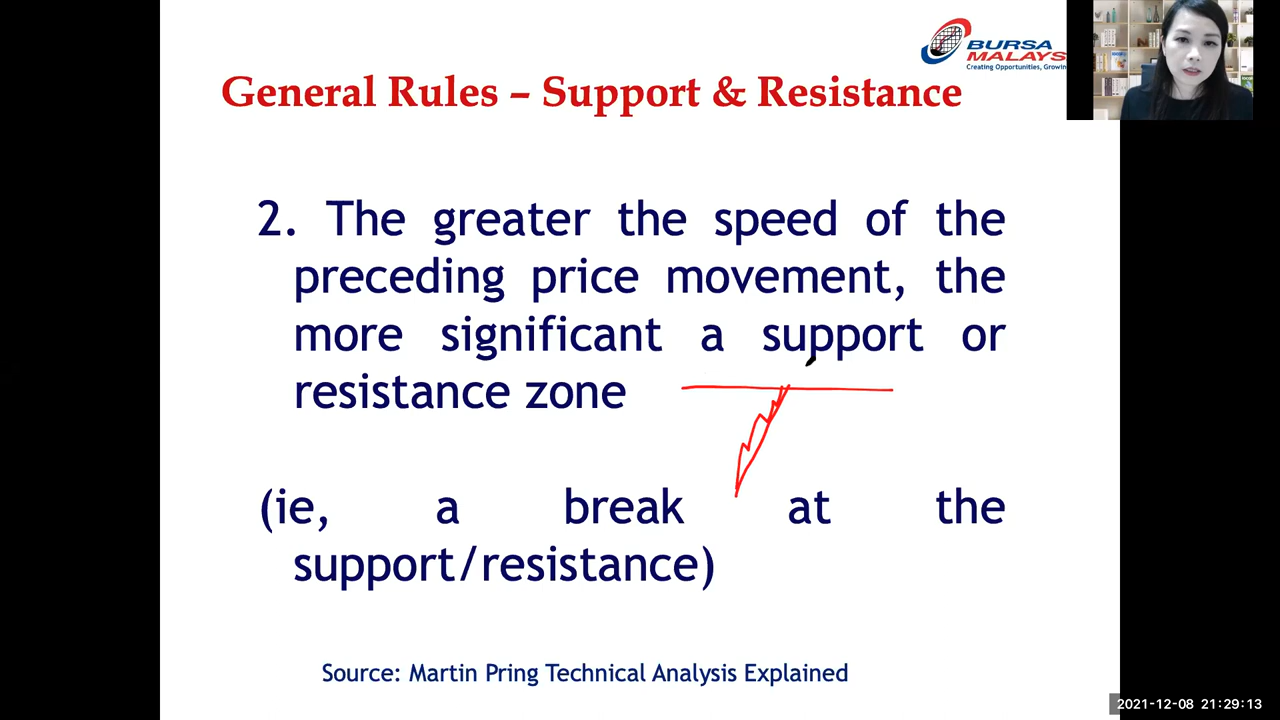 BURSA
MALAYS
Creating Opportunities, Growin
General Rules – Support & Resistance
2. The greater the speed of the
preceding price movement, the
more significant a support or
resistance zone
(ie, a break at the
support/resistance)
Source: Martin Pring Technical Analysis Explained
2021-12-08 21:29:13